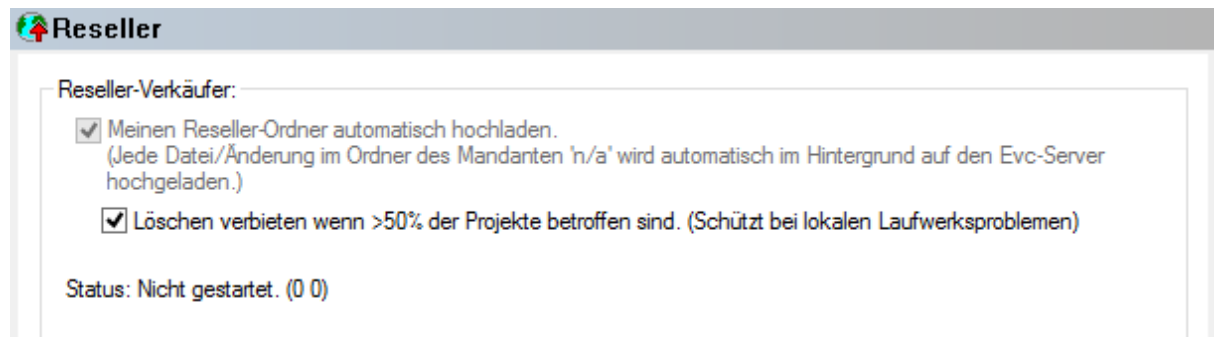 Reseller
Reseller-Verkäufer:
Meinen Reseller-Ordner automatisch hochladen.
(Jede Datei/Änderung im Ordner des Mandanten 'n/a' wird automatisch im Hintergrund auf den Evc-Server
hochgeladen.)
Löschen verbieten wenn >50% der Projekte betroffen sind. (Schützt bei lokalen Laufwerksproblemen)
Status: Nicht gestartet. (0 0)